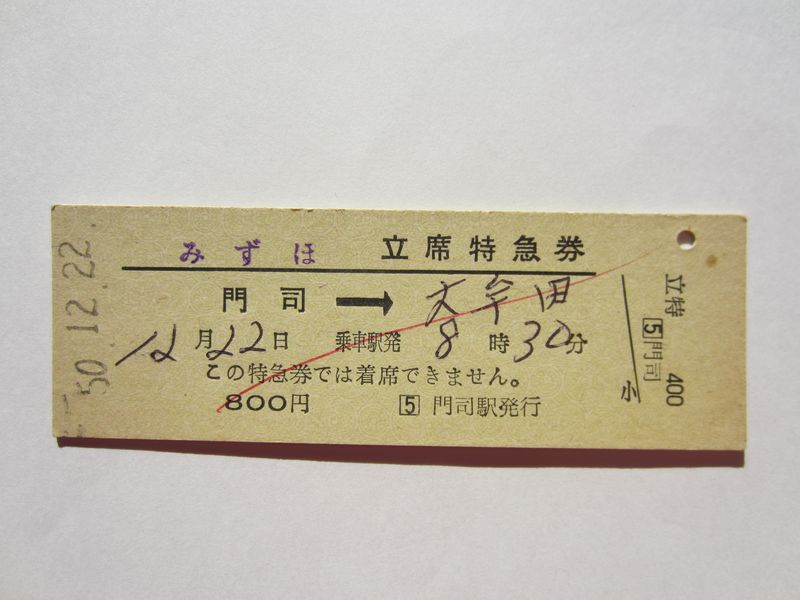 50.12.22.
みずほ 立席特急券
門司 → 大牟田
12月22日 乗車駅発 8時30分
この特急券では着席できません。
800円 5 門司駅発行
立特 5 門司
小 400